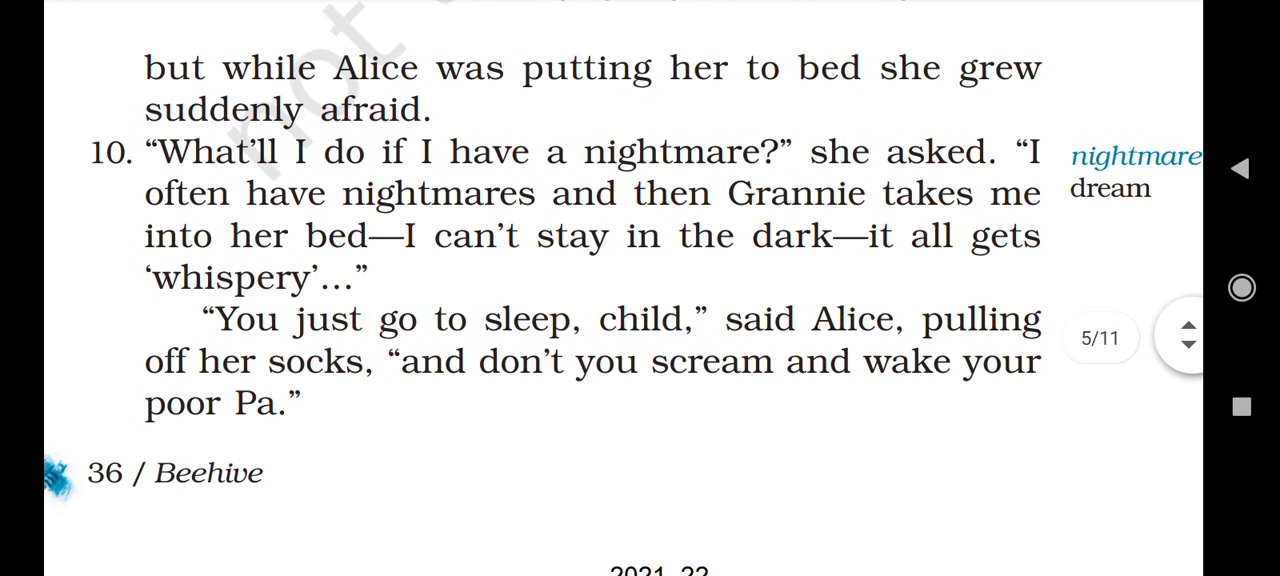 not
but while Alice was putting her to bed she grew
suddenly afraid.
10. “What’ll I do if I have a nightmare?” she asked. “I
often have nightmares and then Grannie takes me
into her bed—I can’t stay in the dark—it all gets
‘whispery’...”
nightmare
dream
“You just go to sleep, child,” said Alice, pulling
off her socks, “and don’t you scream and wake your
poor Pa.”
5/11
36 / Beehive
2021–22